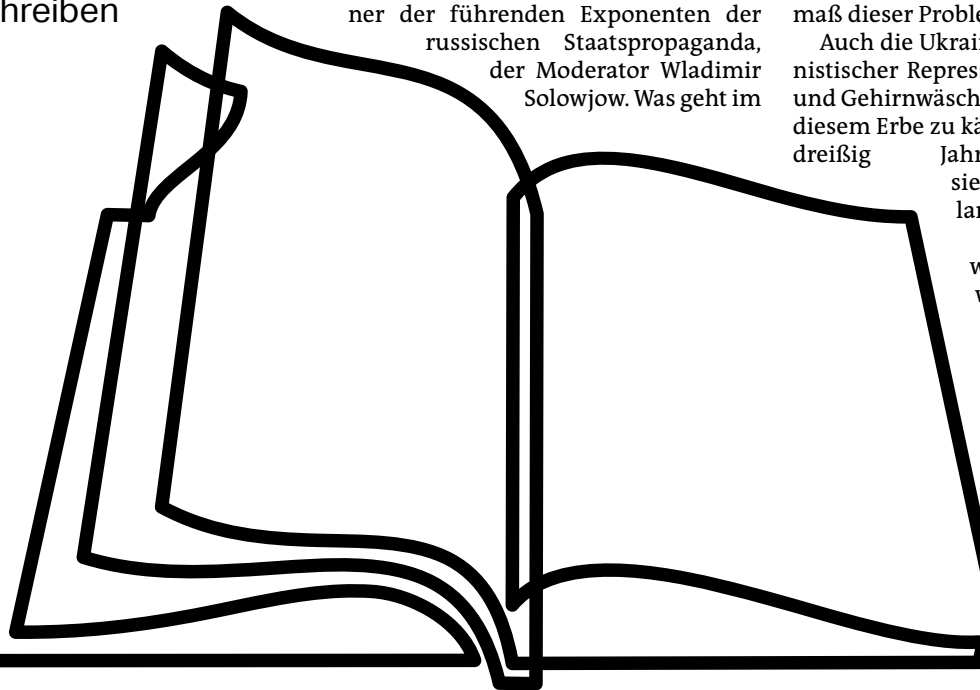 hreiben
ner der führenden Exponenten der
russischen Staatspropaganda,
der Moderator Wladimir
Solowjow. Was geht im
maß dieser Proble
Auch die Ukrai
nistischer Repres
und Gehirnwäsch
diesem Erbe zu kä
dreißig Jahr
sie
lan
w